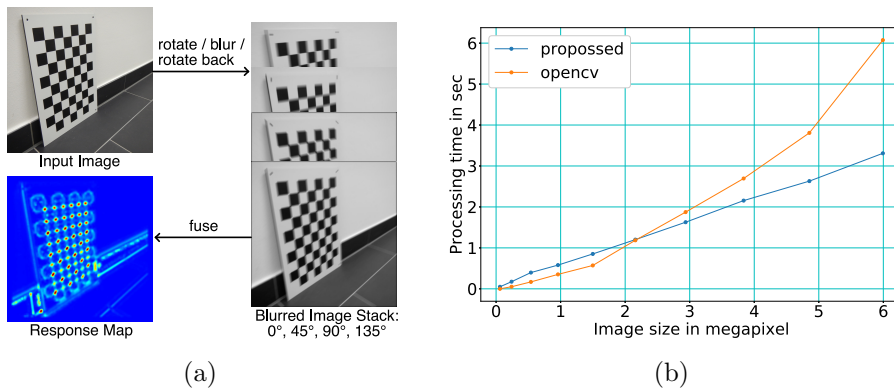 rotate / blur /
rotate back
Input Image
fuse
Response Map
Blurred Image Stack:
0°, 45°, 90°, 135°
(a)
propossed
opencv
Processing time in sec
6
5
4
3
2
1
0
0 1 2 3 4 5 6
Image size in megapixel
(b)